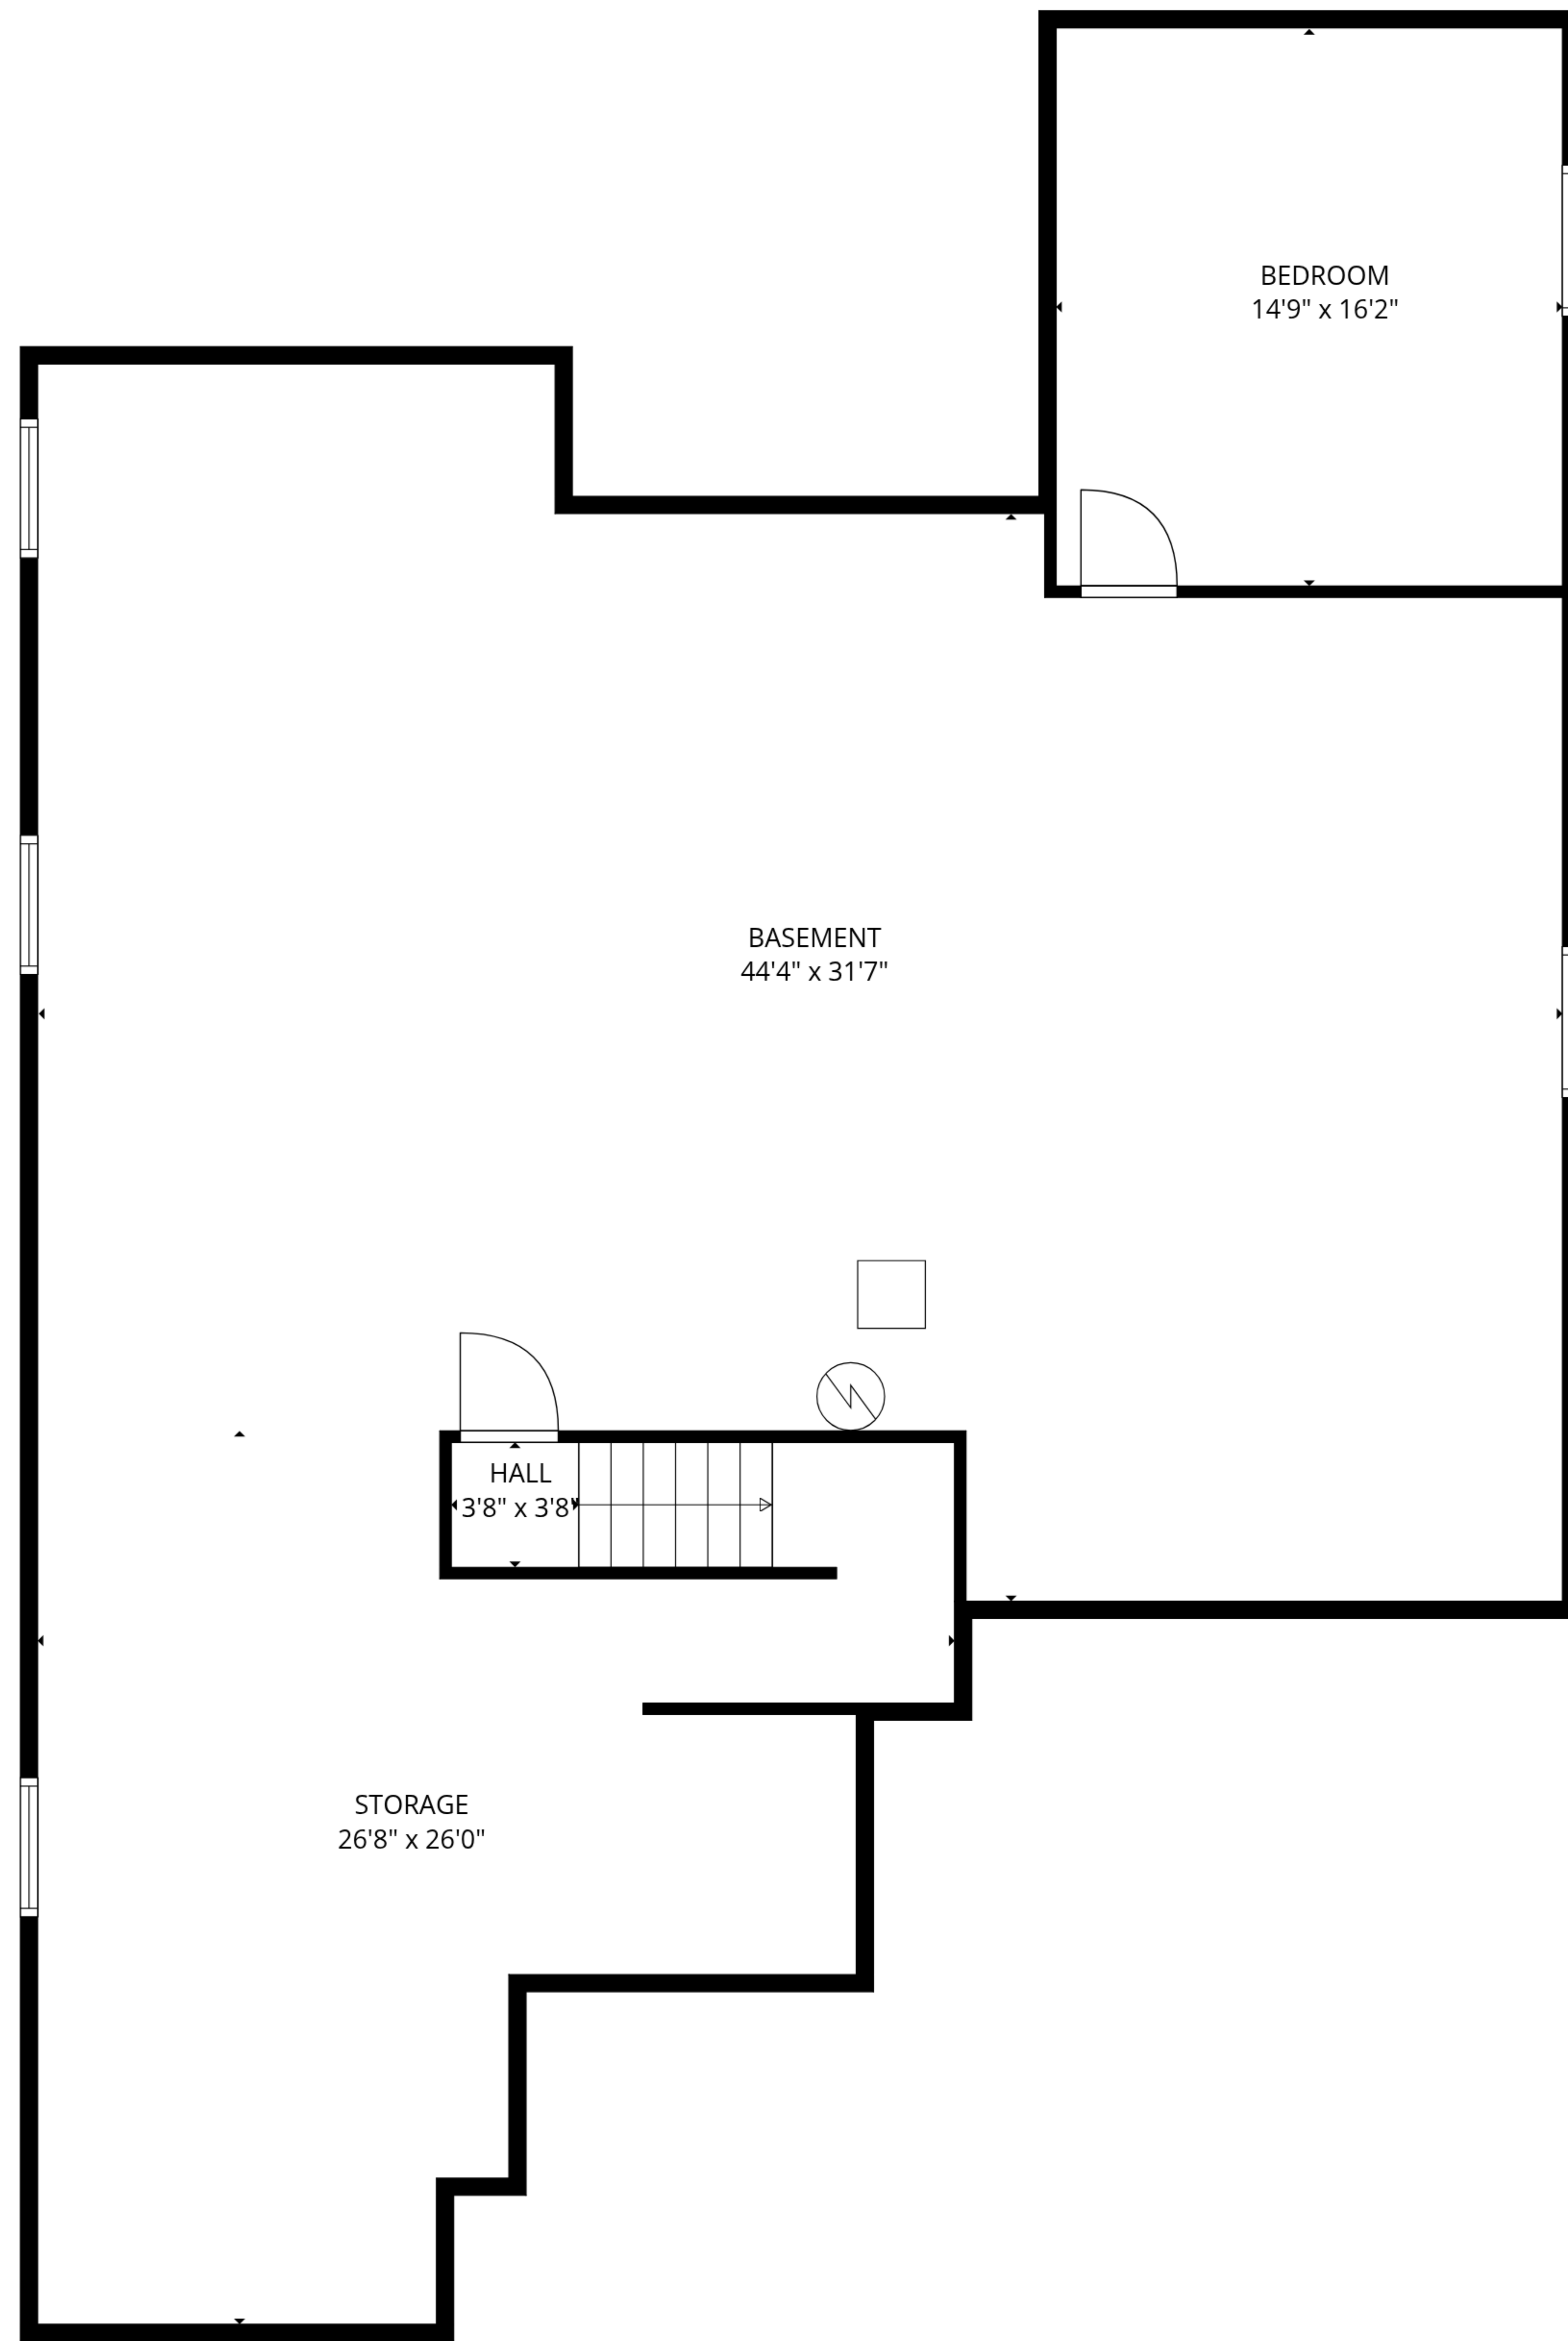 BEDROOM
14'9" x 16'2"
BASEMENT
44'4" x 31'7"
HALL
3'8" x 3'8"
STORAGE
26'8" x 26'0"